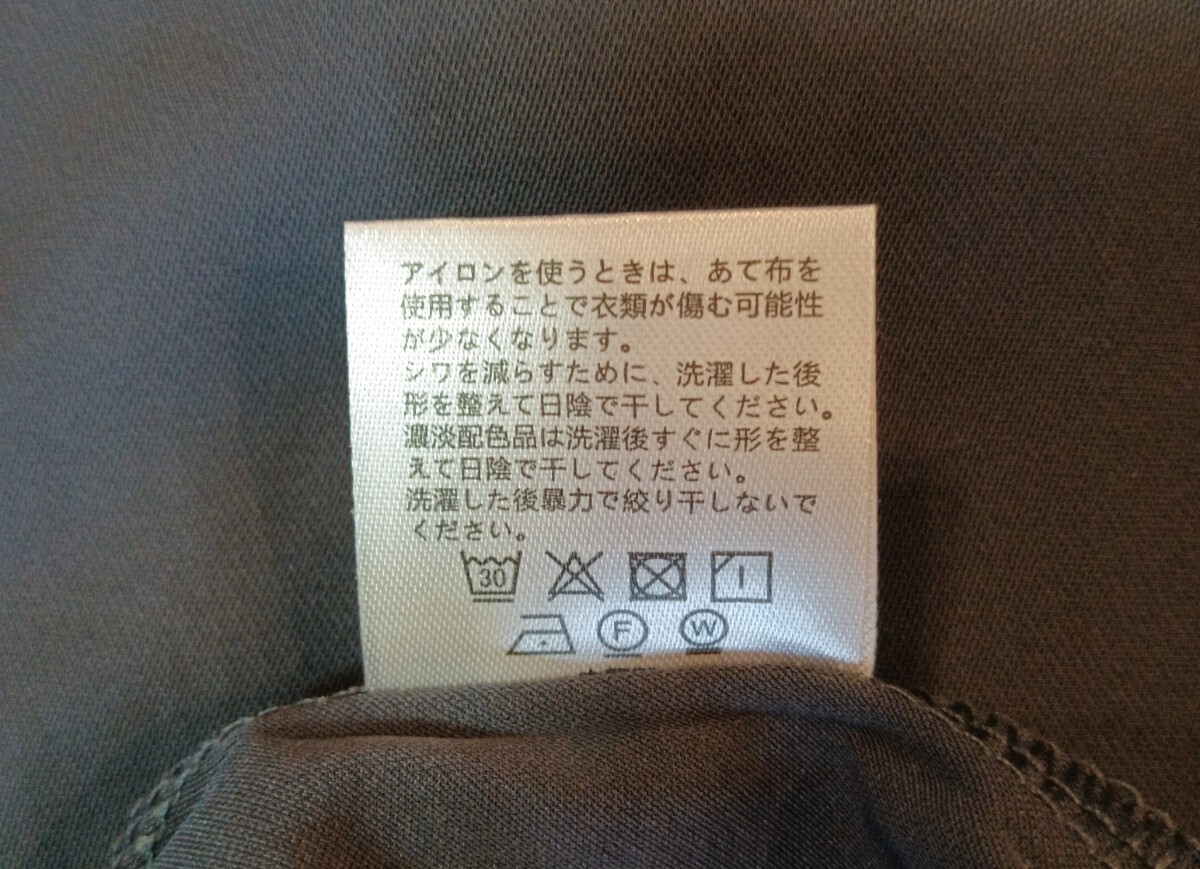 アイロンを使うときは、あて布を
使用することで衣類が傷む可能性
が少なくなります。
シワを減らすために、洗濯した後
形を整えて日陰で干してください。
濃淡配色品は洗濯後すぐに形を整
えて日陰で干してください。
洗濯した後暴力で絞り干しないで
ください。
30
F W